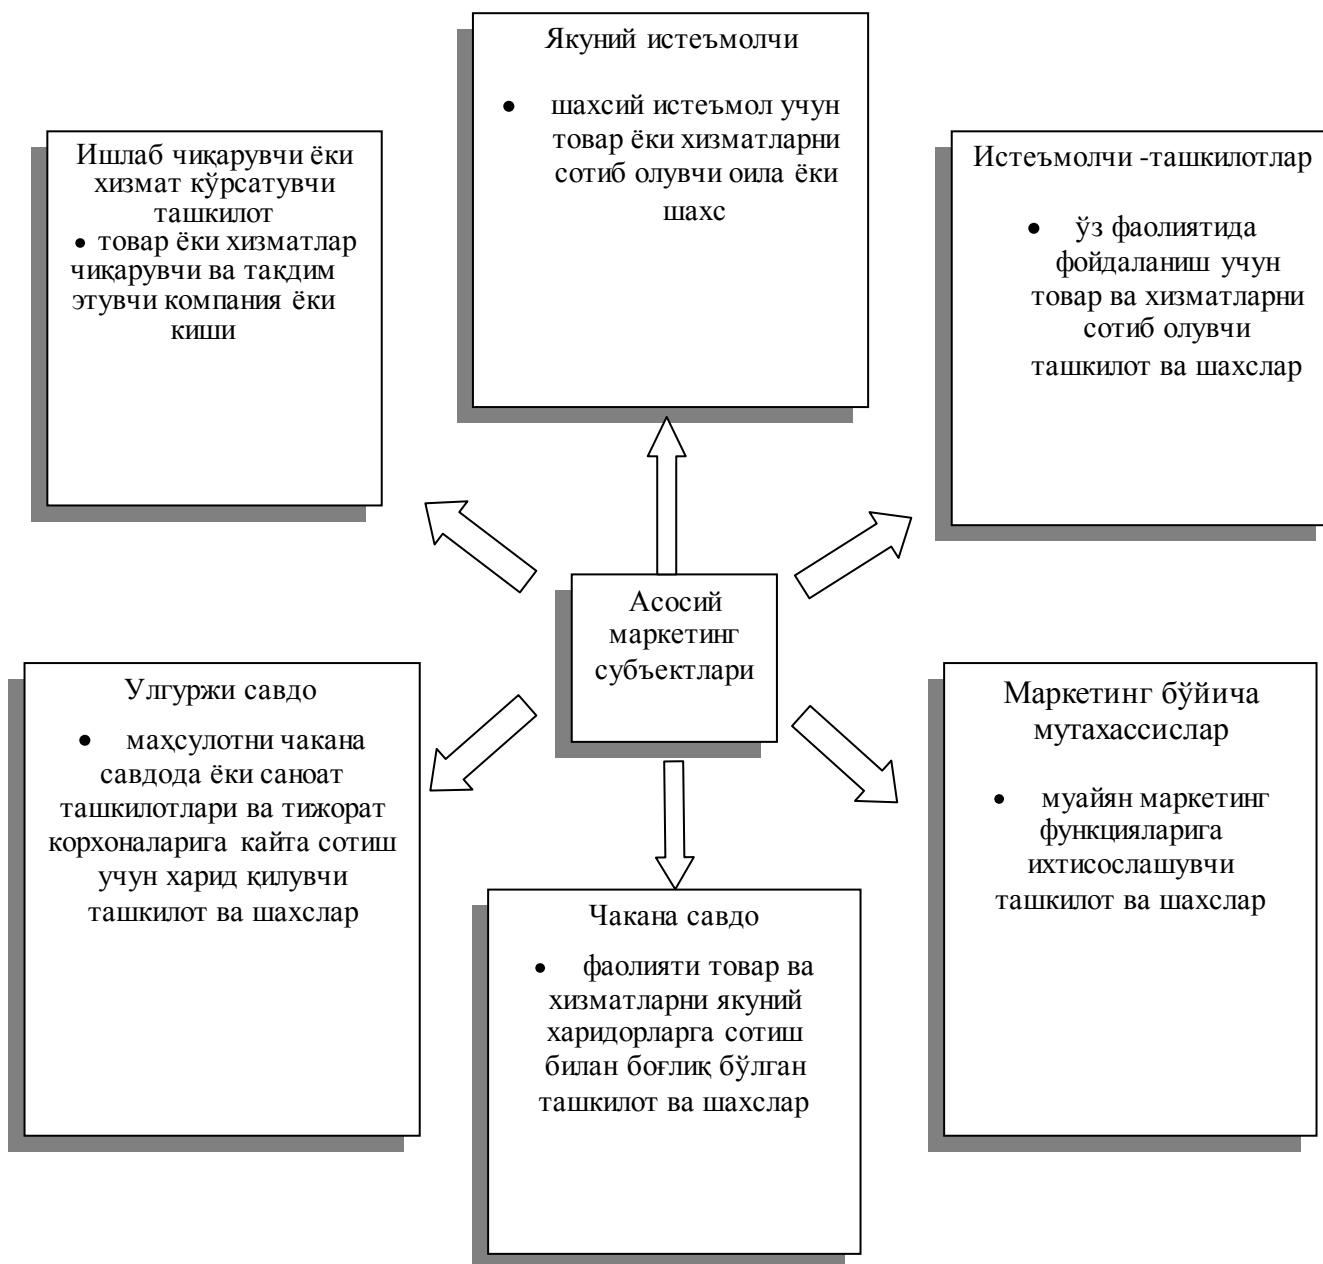 Якуний истеъмолчи
• шахсий истеъмол учун
товар ёки хизматларни
сотиб олувчи оила ёки
шахс
Ишлаб чиқарувчи ёки
хизмат кўрсатувчи
ташкилот
• товар ёки хизматлар
чиқарувчи ва такдим
этувчи компания ёки
киши
Истеъмолчи -ташкилотлар
• ўз фаолиятида
фойдаланиш учун
товар ва хизматларни
сотиб олувчи
ташкилот ва шахслар
Асосий
маркетинг
субъектлари
Улгуржи савдо
• маҳсулотни чакана
савдода ёки саноат
ташкилотлари ва тижорат
корхоналарига кайта сотиш
учун харид қилувчи
ташкилот ва шахслар
Маркетинг бўйича
мутахассислар
• муайян маркетинг
функцияларига
ихтисослашувчи
ташкилот ва шахслар
Чакана савдо
• фаолияти товар ва
хизматларни якуний
харидорларга сотиш
билан боғлиқ бўлган
ташкилот ва шахслар